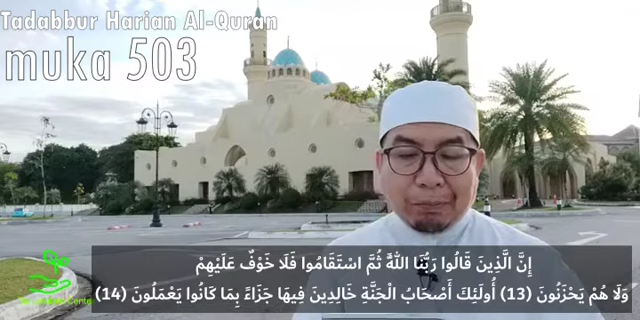 Tadabbur Harian Al-Quran
muka 503
إِنَّ الَّذِينَ قَالُوا رَبُّنَا اللَّهُ ثُمَّ اسْتَقَامُوا فَلَا خَوْفٌ عَلَيْهِمْ
وَلَا هُمْ يَحْزَنُونَ (13) أُولَئِكَ أَصْحَابُ الْجَنَّةِ خَالِدِينَ فِيهَا جَزَاءً بِمَا كَانُوا يَعْمَلُونَ (14)